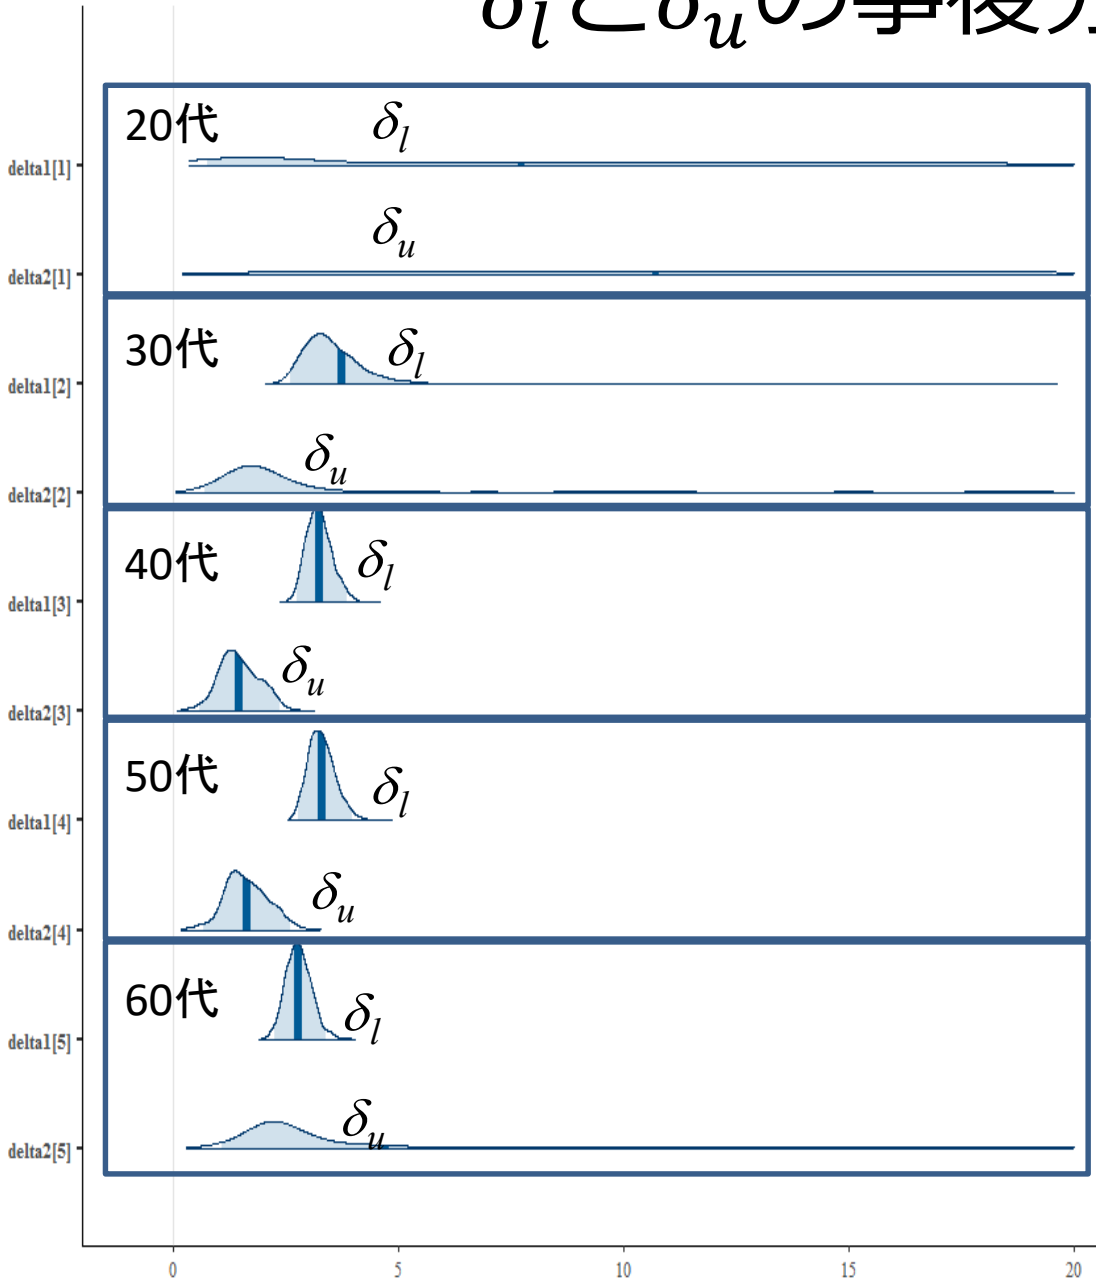 δlとδuの事後分
20代
δl
delta1[1]
δu
delta2[1]
30代
δl
delta1[2]
δu
delta2[2]
40代
δl
delta1[3]
δu
delta2[3]
50代
δl
delta1[4]
δu
delta2[4]
60代
δl
delta1[5]
δu
delta2[5]
0 5 10 15 20